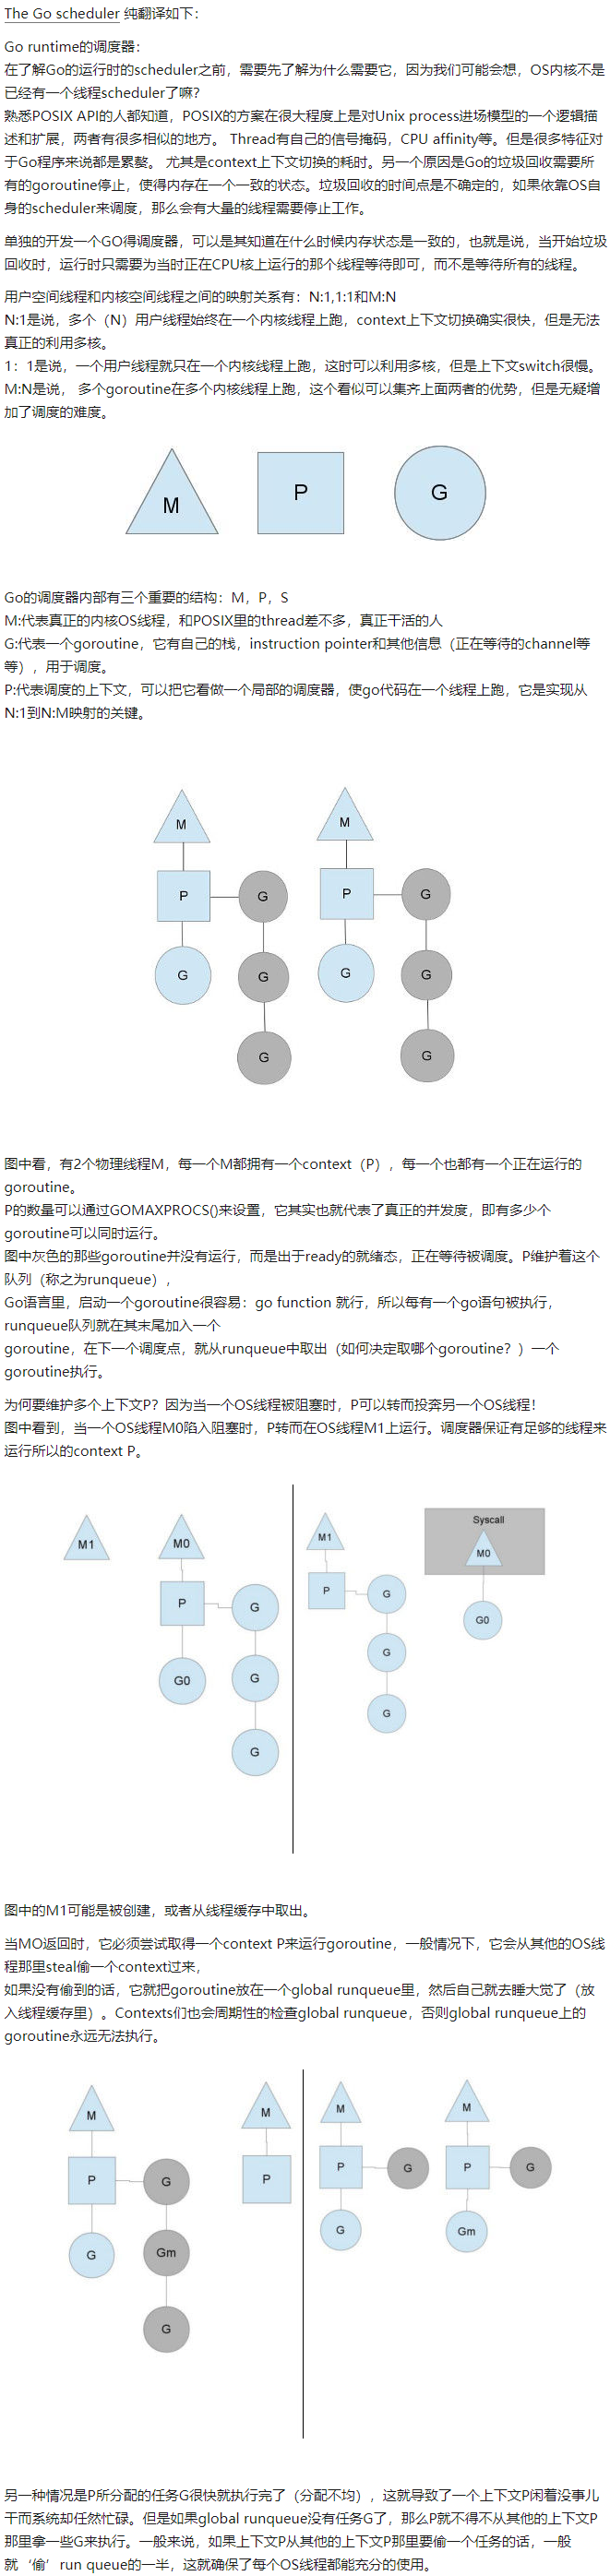 The Go scheduler 纯翻译如下：
Go runtime的调度器：
在了解Go的运行时的scheduler之前，需要先了解为什么需要它，因为我们可能会想，OS内核不是
已经有一个线程scheduler了嘛?
熟悉POSIX API的人都知道，POSIX的方案在很大程度上是对Unix process进场模型的一个逻辑描
述和扩展，两者有很多相似的地方。 Thread有自己的信号掩码，CPU affinity等。但是很多特征对
于Go程序来说都是累赘。 尤其是context上下文切换的耗时。另一个原因是Go的垃圾回收需要所
有的goroutine停止，使得内存在一个一致的状态。垃圾回收的时间点是不确定的，如果依靠OS自
身的scheduler来调度，那么会有大量的线程需要停止工作。
单独的开发一个GO得调度器，可以是其知道在什么时候内存状态是一致的，也就是说，当开始垃圾
回收时，运行时只需要为当时正在CPU核上运行的那个线程等待即可，而不是等待所有的线程。
用户空间线程和内核空间线程之间的映射关系有：N:1,1:1和M:N
N:1是说，多个（N）用户线程始终在一个内核线程上跑，context上下文切换确实很快，但是无法
真正的利用多核。
1：1是说，一个用户线程就只在一个内核线程上跑，这时可以利用多核，但是上下文switch很慢。
M:N是说， 多个goroutine在多个内核线程上跑，这个看似可以集齐上面两者的优势，但是无疑增
加了调度的难度。
M
P
G
Go的调度器内部有三个重要的结构：M，P，S
M:代表真正的内核OS线程，和POSIX里的thread差不多，真正干活的人
G:代表一个goroutine，它有自己的栈，instruction pointer和其他信息（正在等待的channel等
等），用于调度。
P:代表调度的上下文，可以把它看做一个局部的调度器，使go代码在一个线程上跑，它是实现从
N:1到N:M映射的关键。
M
M
P
G
P
G
G
G
G
G
G
G
图中看，有2个物理线程M，每一个M都拥有一个context（P），每一个也都有一个正在运行的
goroutine。
P的数量可以通过GOMAXPROCS()来设置，它其实也就代表了真正的并发度，即有多少个
goroutine可以同时运行。
图中灰色的那些goroutine并没有运行，而是出于ready的就绪态，正在等待被调度。P维护着这个
队列（称之为runqueue），
Go语言里，启动一个goroutine很容易：go function 就行，所以每有一个go语句被执行，
runqueue队列就在其末尾加入一个
goroutine，在下一个调度点，就从runqueue中取出（如何决定取哪个goroutine？）一个
goroutine执行。
为何要维护多个上下文P？因为当一个OS线程被阻塞时，P可以转而投奔另一个OS线程！
图中看到，当一个OS线程M0陷入阻塞时，P转而在OS线程M1上运行。调度器保证有足够的线程来
运行所以的context P。
M1
M0
P
G
G0
G
G
M1
P
G
G
G
Syscall
M0
G0
图中的M1可能是被创建，或者从线程缓存中取出。
当MO返回时，它必须尝试取得一个context P来运行goroutine，一般情况下，它会从其他的OS线
程那里steal偷一个context过来，
如果没有偷到的话，它就把goroutine放在一个global runqueue里，然后自己就去睡大觉了（放
入线程缓存里）。Contexts们也会周期性的检查global runqueue，否则global runqueue上的
goroutine永远无法执行。
M
P
G
G
Gm
G
M
P
M
P
G
G
M
P
G
Gm
另一种情况是P所分配的任务G很快就执行完了（分配不均），这就导致了一个上下文P闲着没事儿
干而系统却任然忙碌。但是如果global runqueue没有任务G了，那么P就不得不从其他的上下文P
那里拿一些G来执行。一般来说，如果上下文P从其他的上下文P那里要偷一个任务的话，一般
就‘偷’run queue的一半，这就确保了每个OS线程都能充分的使用。